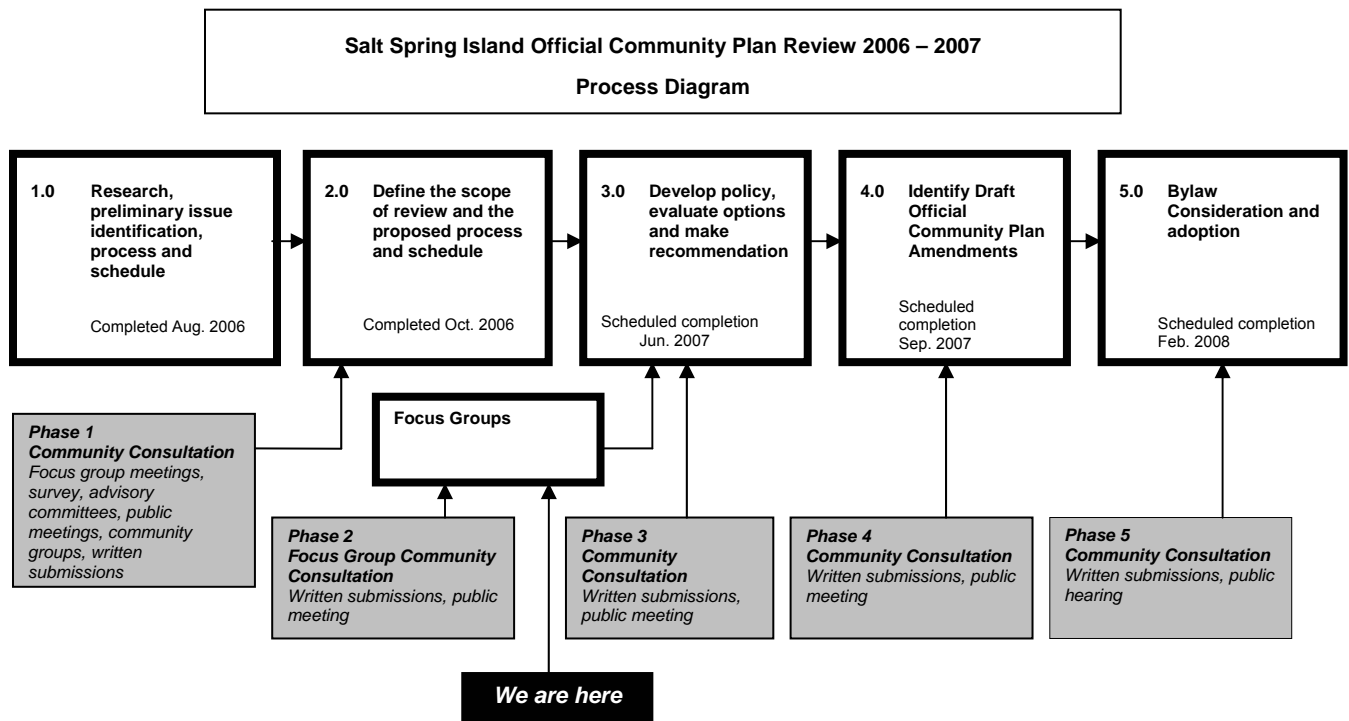 Salt Spring Island Official Community Plan Review 2006 – 2007
Process Diagram
1.0 Research,
preliminary issue
identification,
process and
schedule
Completed Aug. 2006
2.0 Define the scope
of review and the
proposed process
and schedule
Completed Oct. 2006
3.0 Develop policy,
evaluate options
and make
recommendation
Scheduled completion
Jun. 2007
4.0 Identify Draft
Official
Community Plan
Amendments
Scheduled
completion
Sep. 2007
5.0 Bylaw
Consideration and
adoption
Scheduled completion
Feb. 2008
Focus Groups
Phase 1
Community Consultation
Focus group meetings,
survey, advisory
committees, public
meetings, community
groups, written
submissions
Phase 2
Focus Group Community
Consultation
Written submissions, public
meeting
Phase 3
Community
Consultation
Written submissions,
public meeting
Phase 4
Community Consultation
Written submissions, public
meeting
Phase 5
Community Consultation
Written submissions, public
hearing
We are here